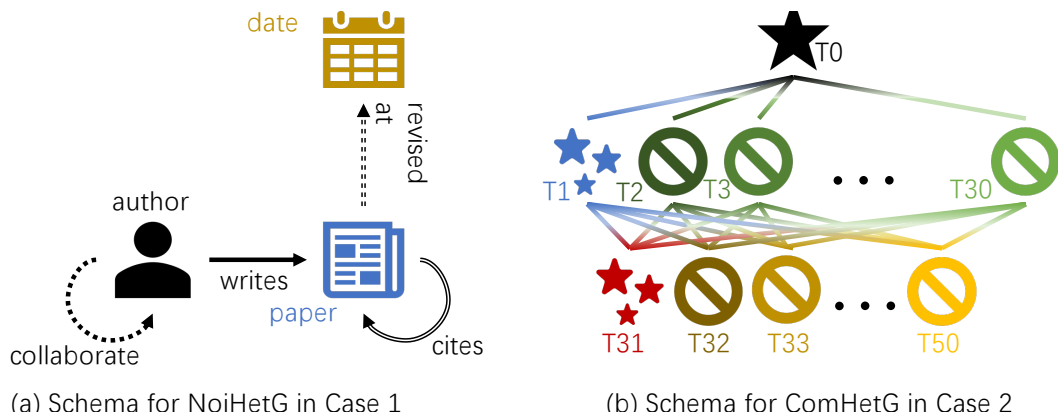 date
revised
at
author
writes
paper
collaborate
cites
(a) Schema for NoiHetG in Case 1
T0
T1
T2
T3
T30
T31
T32
T33
T50
(b) Schema for ComHetG in Case 2